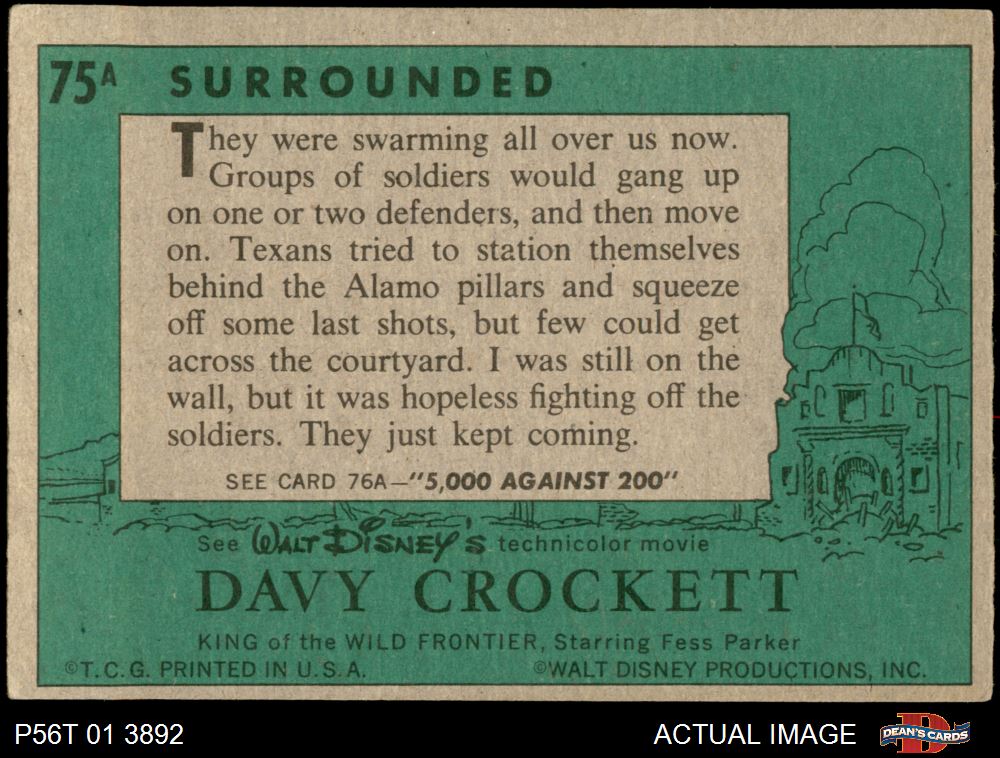 75A SURROUNDED
They were swarming all over us now.
Groups of soldiers would gang up
on one or two defenders, and then move
on. Texans tried to station themselves
behind the Alamo pillars and squeeze
off some last shots, but few could get
across the courtyard. I was still on the
wall, but it was hopeless fighting off the
soldiers. They just kept coming.
SEE CARD 76A—"5,000 AGAINST 200"
See WALT DISNEY'S technicolor movie
DAVY CROCKETT
KING of the WILD FRONTIER, Starring Fess Parker
©T.C.G. PRINTED IN U.S.A. ©WALT DISNEY PRODUCTIONS, INC.
P56T 01 3892 ACTUAL IMAGE D DEAN'S CARDS